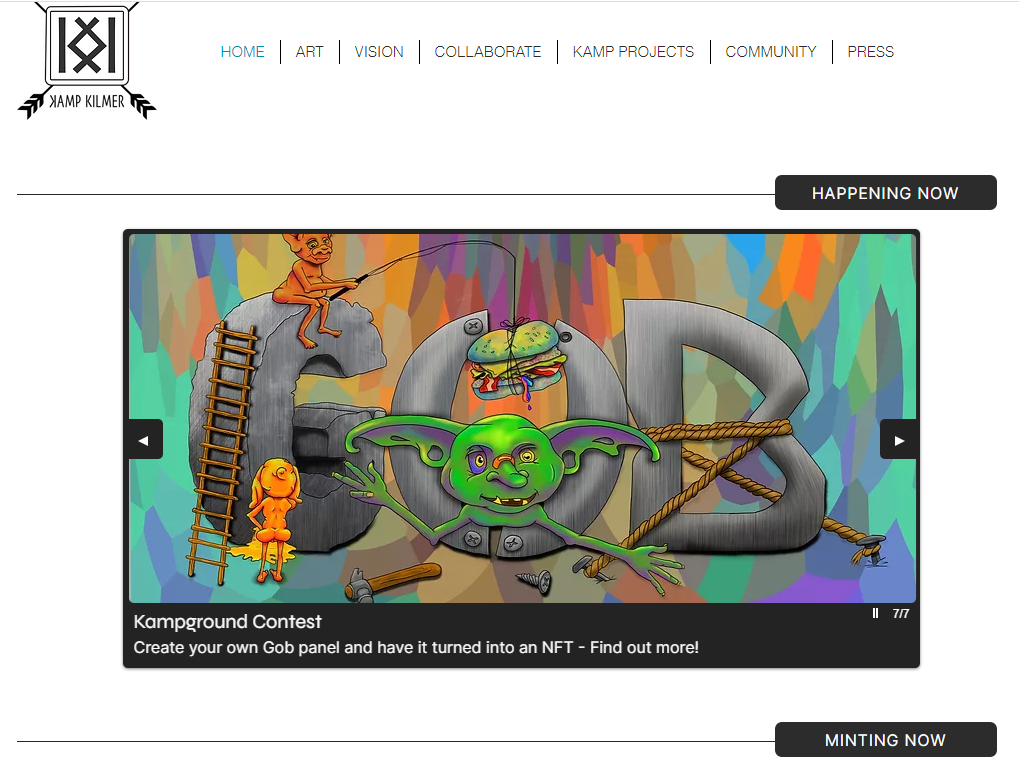 KAMP KILMER
HOME
ART
VISION
COLLABORATE
KAMP PROJECTS
COMMUNITY
PRESS
HAPPENING NOW
GOB
7/7
Kampground Contest
Create your own Gob panel and have it turned into an NFT - Find out more!
MINTING NOW